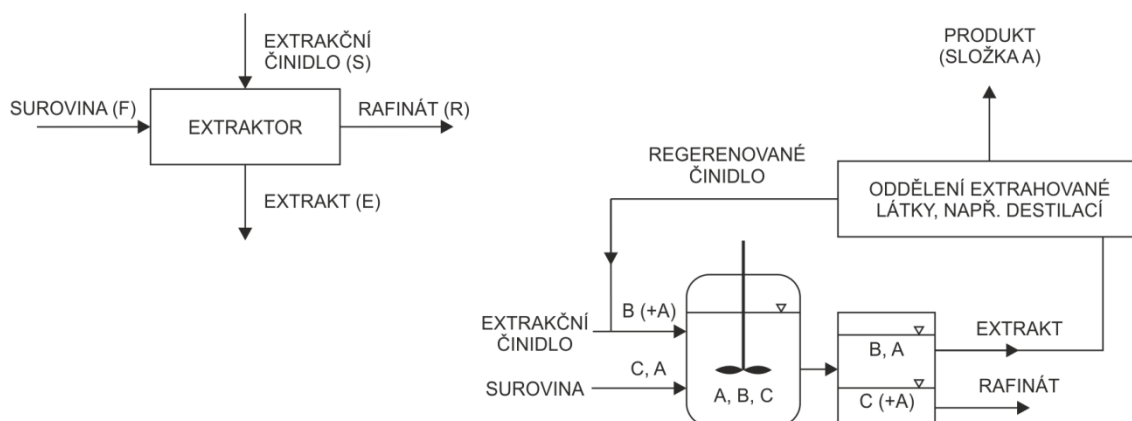 EXTRAKČNÍ
ČINIDLO (S)
SUROVINA (F)
EXTRAKTOR
RAFINÁT (R)
EXTRAKT (E)
PRODUKT
(SLOŽKA A)
REGERENOVANÉ
ČINIDLO
ODDĚLENÍ EXTRAHOVANÉ
LÁTKY, NAPŘ. DESTILACÍ
EXTRAKČNÍ
ČINIDLO
B (+A)
SUROVINA
C, A
A, B, C
B, A
C (+A)
EXTRAKT
RAFINÁT